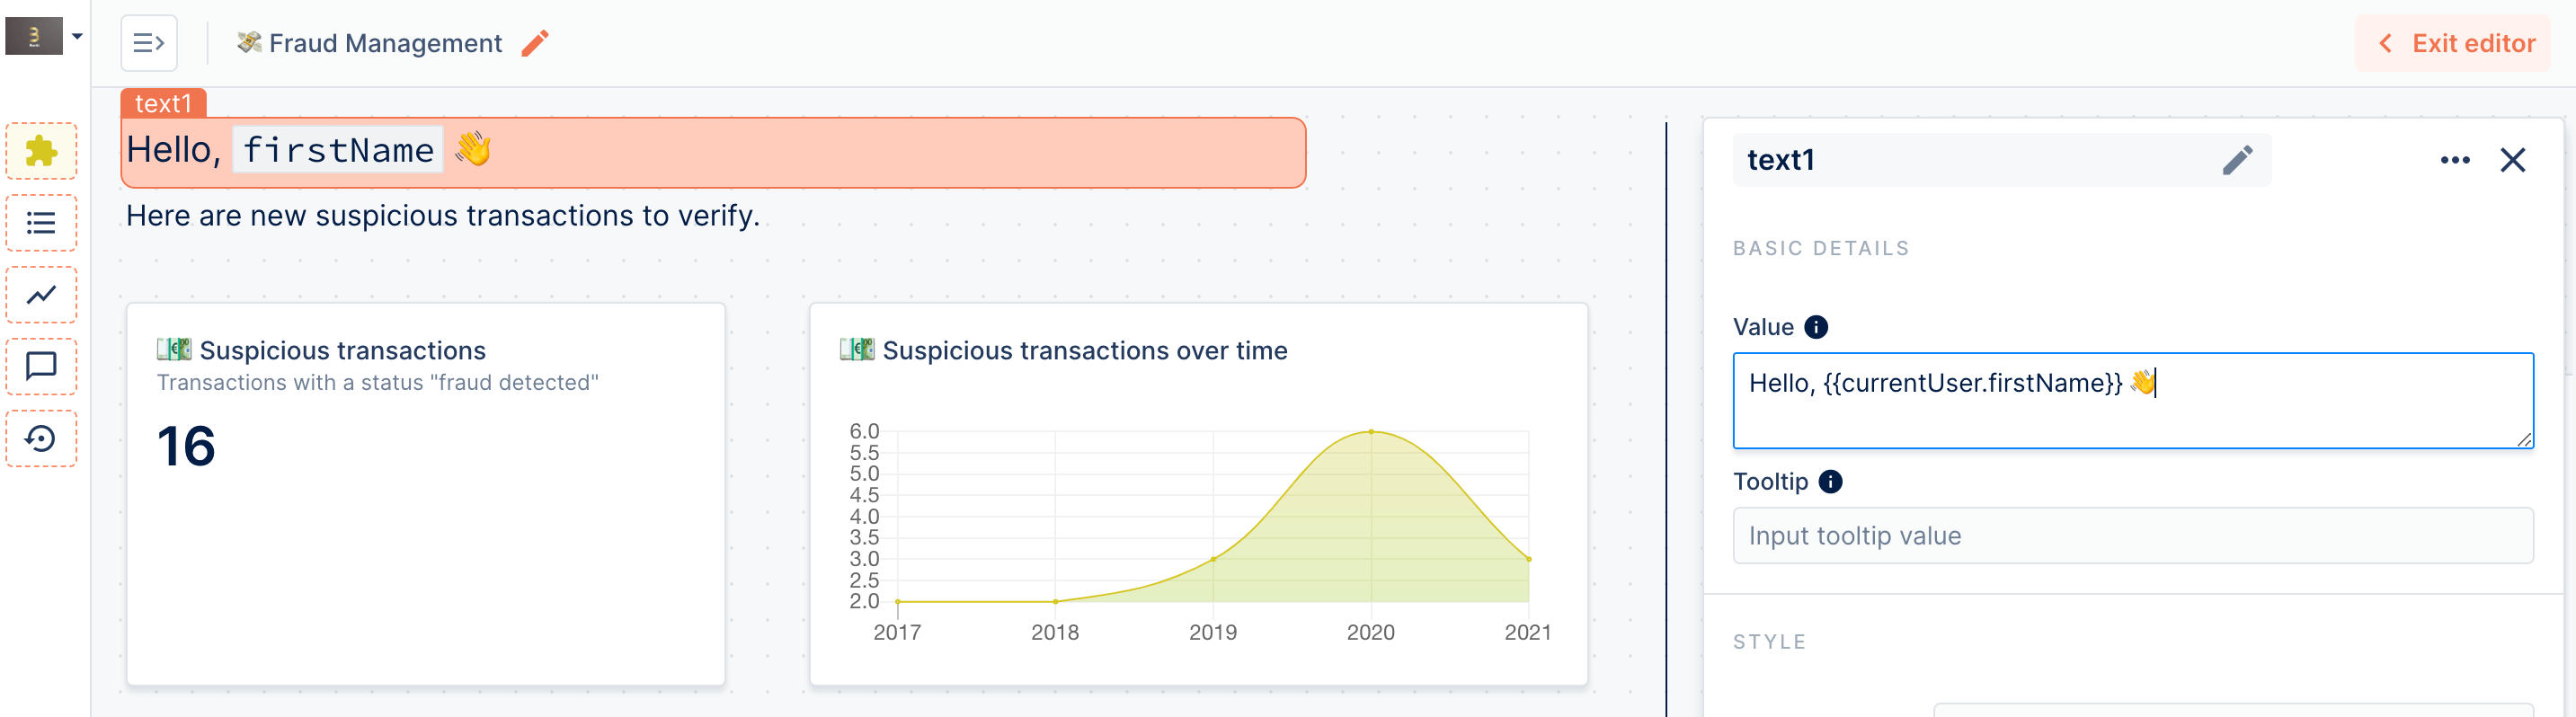 💸 Fraud Management
Exit editor
text1
Hello, firstName 👋
Here are new suspicious transactions to verify.
💶 Suspicious transactions
Transactions with a status "fraud detected"
16
💶 Suspicious transactions over time
6.0
5.5
5.0
4.5
4.0
3.5
3.0
2.5
2.0
2017 2018 2019 2020 2021
text1
BASIC DETAILS
Value
Hello, {{currentUser.firstName}} 👋
Tooltip
Input tooltip value
STYLE